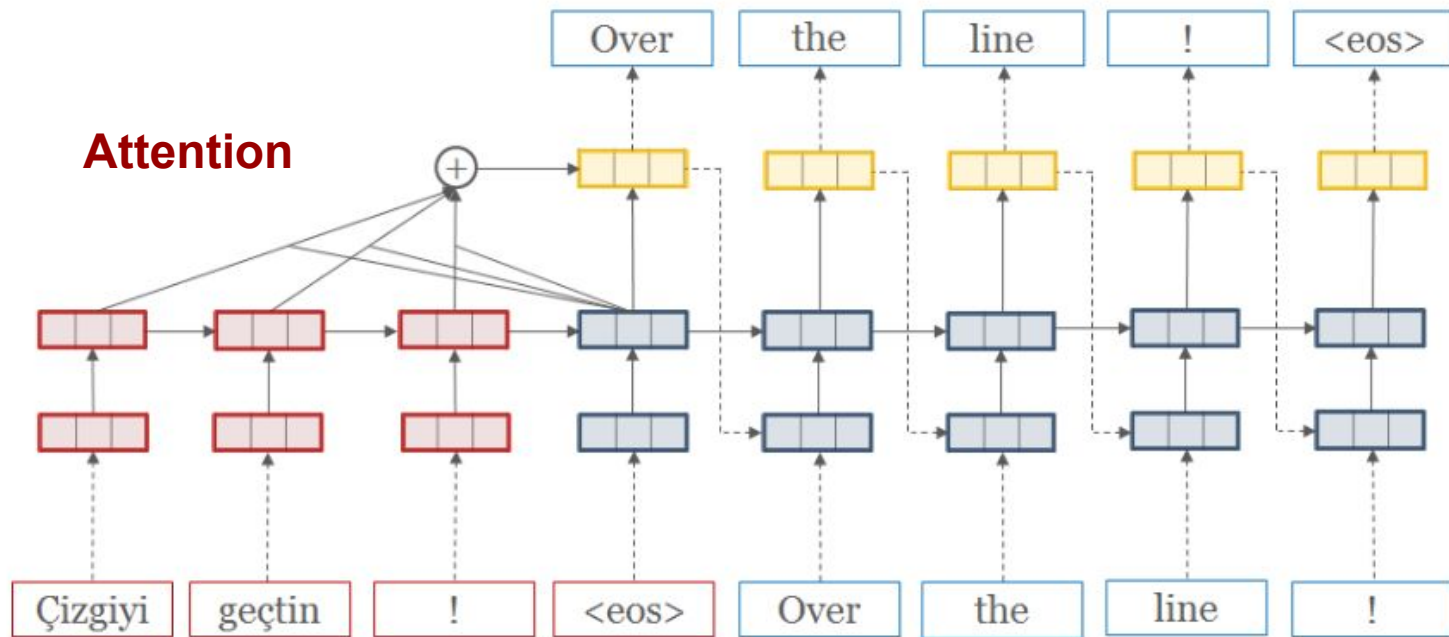 Over the line ! <eos>
Attention
+
Çizgiyi geçtin ! <eos> Over the line !